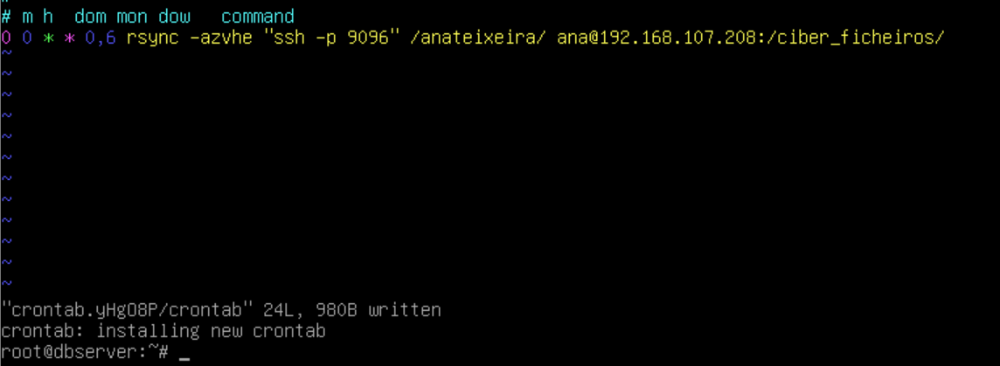 # m h  dom mon dow   command
0 0 * * 0,6 rsync -azvhe "ssh -p 9096" /anateixeira/ ana@192.168.107.208:/ciber_ficheiros/
~
~
~
~
~
~
~
~
~
~
~
~
"crontab.yHgO8P/crontab" 24L, 980B written
crontab: installing new crontab
root@dbserver:~# _